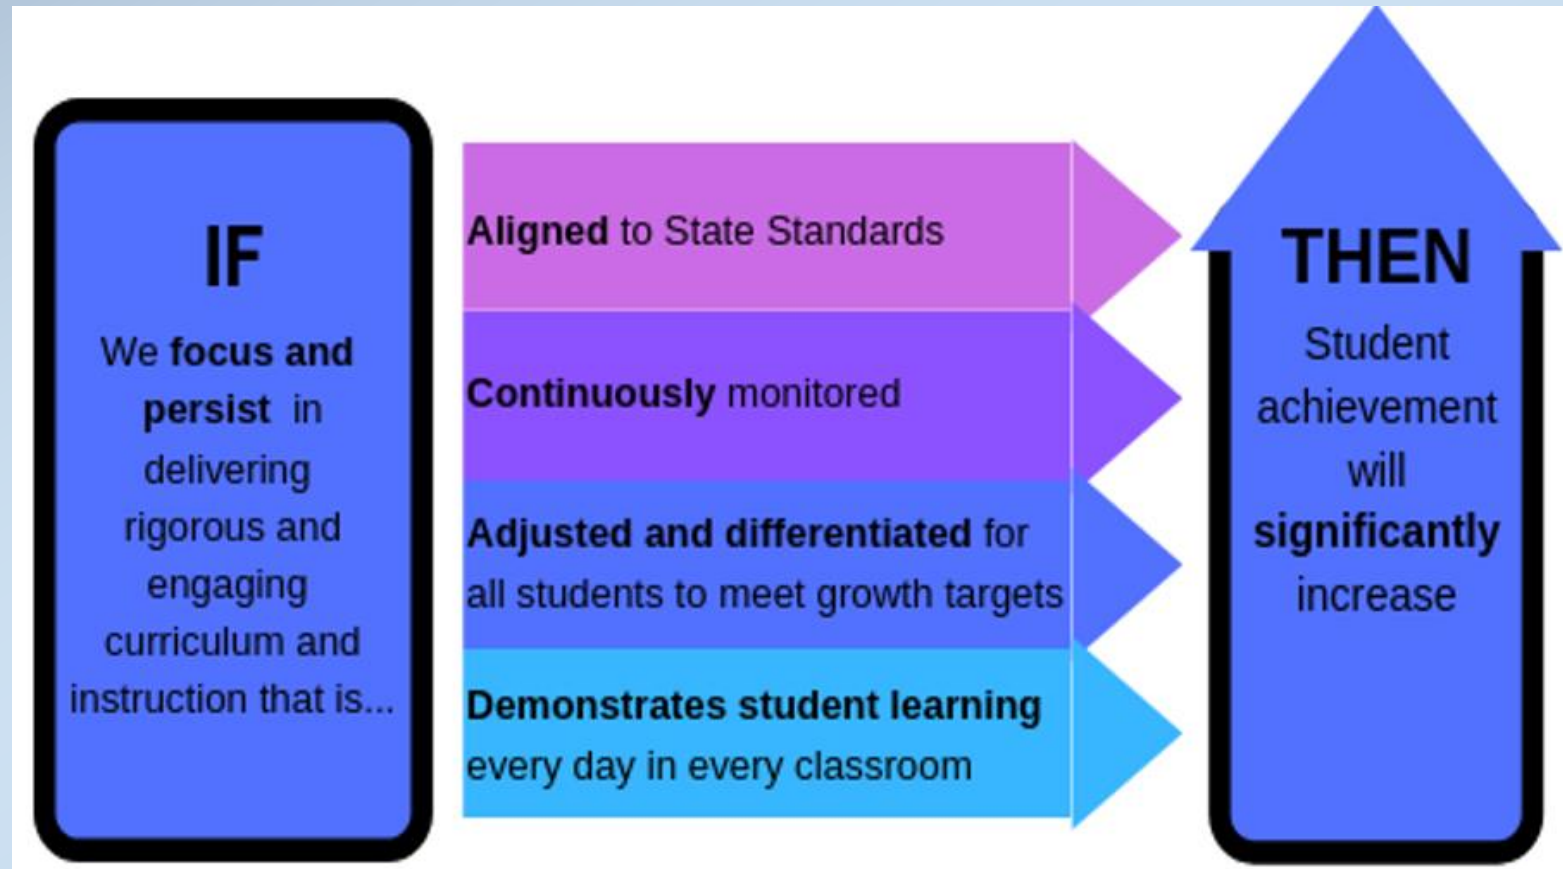 IF
We focus and
persist in
delivering
rigorous and
engaging
curriculum and
instruction that is...
Aligned to State Standards
Continuously monitored
Adjusted and differentiated for
all students to meet growth targets
Demonstrates student learning
every day in every classroom
THEN
Student
achievement
will
significantly
increase